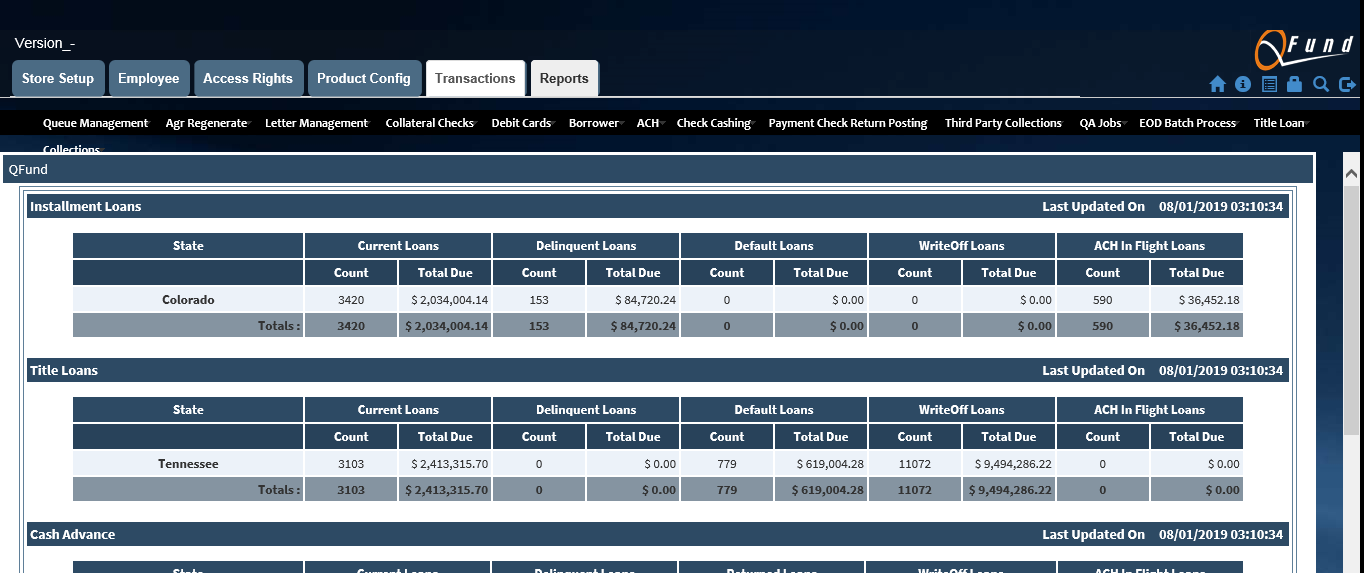 Version_-
QFund
Store Setup Employee Access Rights Product Config Transactions Reports
Queue Management Agr Regenerate Letter Management Collateral Checks Debit Cards Borrower ACH Check Cashing Payment Check Return Posting Third Party Collections QA Jobs EOD Batch Process Title Loan
Collections
QFund
Installment Loans Last Updated On 08/01/2019 03:10:34
State Current Loans Delinquent Loans Default Loans WriteOff Loans ACH In Flight Loans
Count Total Due Count Total Due Count Total Due Count Total Due Count Total Due
Colorado 3420 $ 2,034,004.14 153 $ 84,720.24 0 $ 0.00 0 $ 0.00 590 $ 36,452.18
Totals : 3420 $ 2,034,004.14 153 $ 84,720.24 0 $ 0.00 0 $ 0.00 590 $ 36,452.18
Title Loans Last Updated On 08/01/2019 03:10:34
State Current Loans Delinquent Loans Default Loans WriteOff Loans ACH In Flight Loans
Count Total Due Count Total Due Count Total Due Count Total Due Count Total Due
Tennessee 3103 $ 2,413,315.70 0 $ 0.00 779 $ 619,004.28 11072 $ 9,494,286.22 0 $ 0.00
Totals : 3103 $ 2,413,315.70 0 $ 0.00 779 $ 619,004.28 11072 $ 9,494,286.22 0 $ 0.00
Cash Advance Last Updated On 08/01/2019 03:10:34
State Current Loans Delinquent Loans Returned Loans WriteOff Loans ACH In Flight Loans